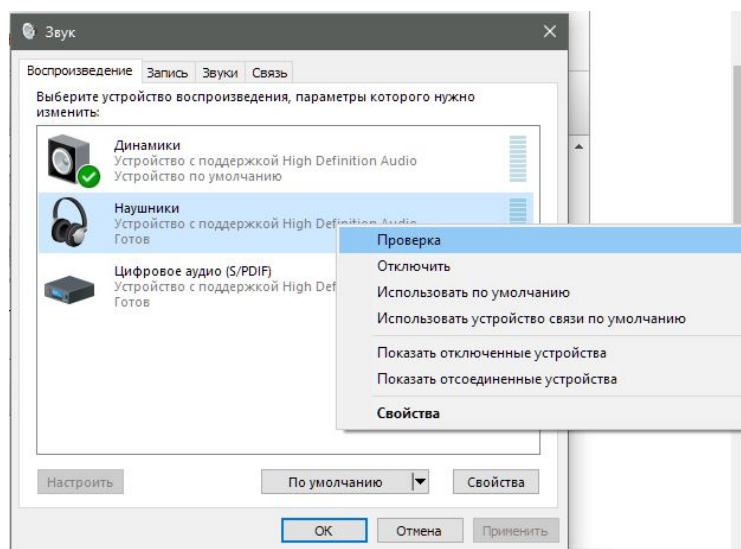 Звук
Воспроизведение Запись Звуки Связь
Выберите устройство воспроизведения, параметры которого нужно
изменить:
Динамики
Устройство с поддержкой High Definition Audio
Устройство по умолчанию
Наушники
Устройство с поддержкой High Definition Audio
Готов
Цифровое аудио (S/PDIF)
Устройство с поддержкой High Def
Готов
Проверка
Отключить
Использовать по умолчанию
Использовать устройство связи по умолчанию
Показать отключенные устройства
Показать отсоединенные устройства
Свойства
Настроить По умолчанию Свойства
ОК Отмена Применить